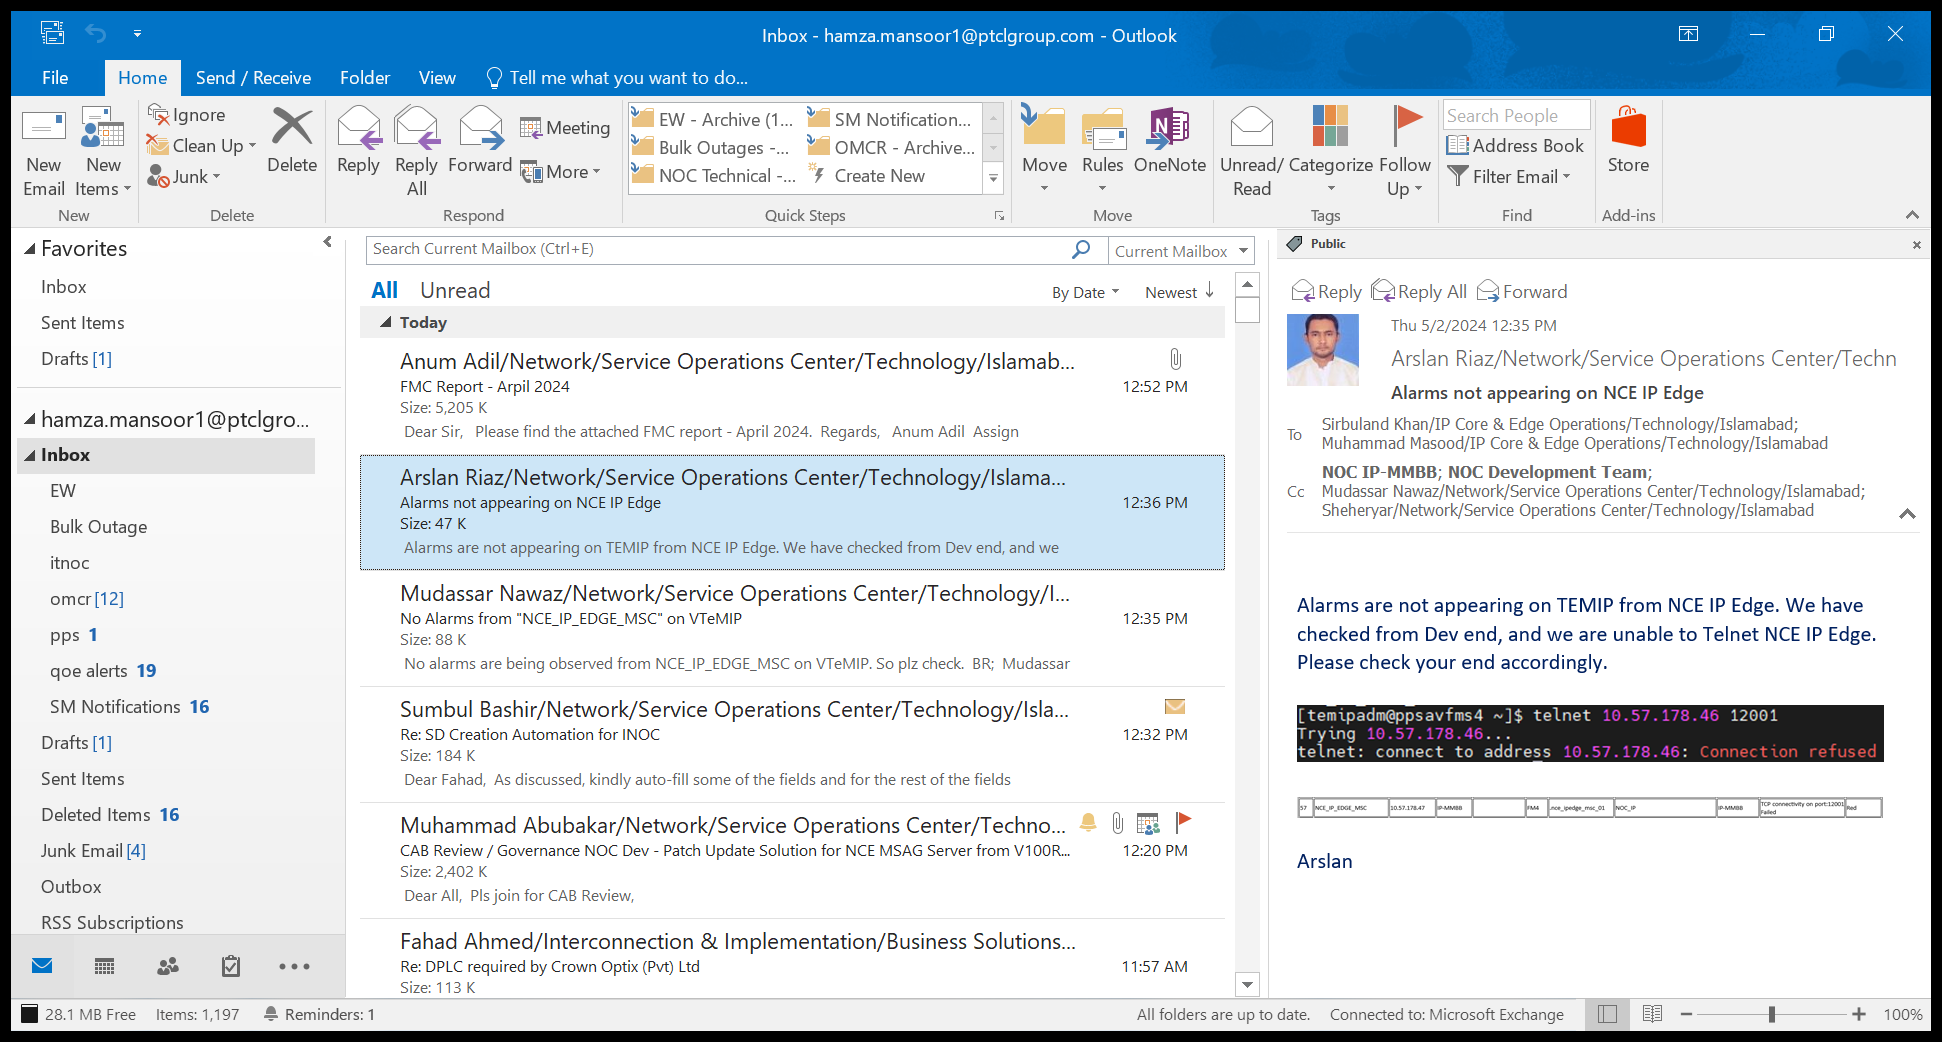 Inbox - hamza.mansoor1@ptclgroup.com - Outlook
File
Home
Send / Receive
Folder
View
Tell me what you want to do...
New Email
New Items
New
Ignore
Clean Up
Junk
Delete
Delete
Reply
Reply All
Forward
Meeting
More
Respond
EW - Archive (1...
Bulk Outages -...
NOC Technical -...
SM Notification...
OMCR - Archive...
Create New
Quick Steps
Move
Rules
OneNote
Move
Unread/ Read
Categorize
Follow Up
Tags
Search People
Address Book
Filter Email
Find
Store
Add-ins
Favorites
Inbox
Sent Items
Drafts [1]
hamza.mansoor1@ptclgro...
Inbox
EW
Bulk Outage
itnoc
omcr [12]
pps 1
qoe alerts 19
SM Notifications 16
Drafts [1]
Sent Items
Deleted Items 16
Junk Email [4]
Outbox
RSS Subscriptions
Search Current Mailbox (Ctrl+E)
Current Mailbox
All
Unread
By Date
Newest
Today
Anum Adil/Network/Service Operations Center/Technology/Islamab...
FMC Report - Arpil 2024
12:52 PM
Size: 5,205 K
Dear Sir, Please find the attached FMC report - April 2024. Regards, Anum Adil Assign
Arslan Riaz/Network/Service Operations Center/Technology/Islama...
Alarms not appearing on NCE IP Edge
12:36 PM
Size: 47 K
Alarms are not appearing on TEMIP from NCE IP Edge. We have checked from Dev end, and we
Mudassar Nawaz/Network/Service Operations Center/Technology/I...
No Alarms from "NCE_IP_EDGE_MSC" on VTeMIP
12:35 PM
Size: 88 K
No alarms are being observed from NCE_IP_EDGE_MSC on VTeMIP. So plz check. BR; Mudassar
Sumbul Bashir/Network/Service Operations Center/Technology/Isla...
Re: SD Creation Automation for INOC
12:32 PM
Size: 184 K
Dear Fahad, As discussed, kindly auto-fill some of the fields and for the rest of the fields
Muhammad Abubakar/Network/Service Operations Center/Techno...
CAB Review / Governance NOC Dev - Patch Update Solution for NCE MSAG Server from V100R...
12:20 PM
Size: 2,402 K
Dear All, Pls join for CAB Review,
Fahad Ahmed/Interconnection & Implementation/Business Solutions...
Re: DPLC required by Crown Optix (Pvt) Ltd
11:57 AM
Size: 113 K
Public
Reply
Reply All
Forward
Thu 5/2/2024 12:35 PM
Arslan Riaz/Network/Service Operations Center/Techn
Alarms not appearing on NCE IP Edge
To
Sirbuland Khan/IP Core & Edge Operations/Technology/Islamabad;
Muhammad Masood/IP Core & Edge Operations/Technology/Islamabad
Cc
NOC IP-MMBB; NOC Development Team;
Mudassar Nawaz/Network/Service Operations Center/Technology/Islamabad;
Sheheryar/Network/Service Operations Center/Technology/Islamabad
Alarms are not appearing on TEMIP from NCE IP Edge. We have
checked from Dev end, and we are unable to Telnet NCE IP Edge.
Please check your end accordingly.
[temipadm@ppsavfms4 ~]$ telnet 10.57.178.46 12001
Trying 10.57.178.46...
telnet: connect to address 10.57.178.46: Connection refused
57 NCE_IP_EDGE_MSC 10.57.178.47 IP-MMBB FM4 .nce_ipedge_msc_01 NOC_IP IP-MMBB TCP connectivity on port:12001 Failed Red
Arslan
28.1 MB Free
Items: 1,197
Reminders: 1
All folders are up to date.
Connected to: Microsoft Exchange
100%